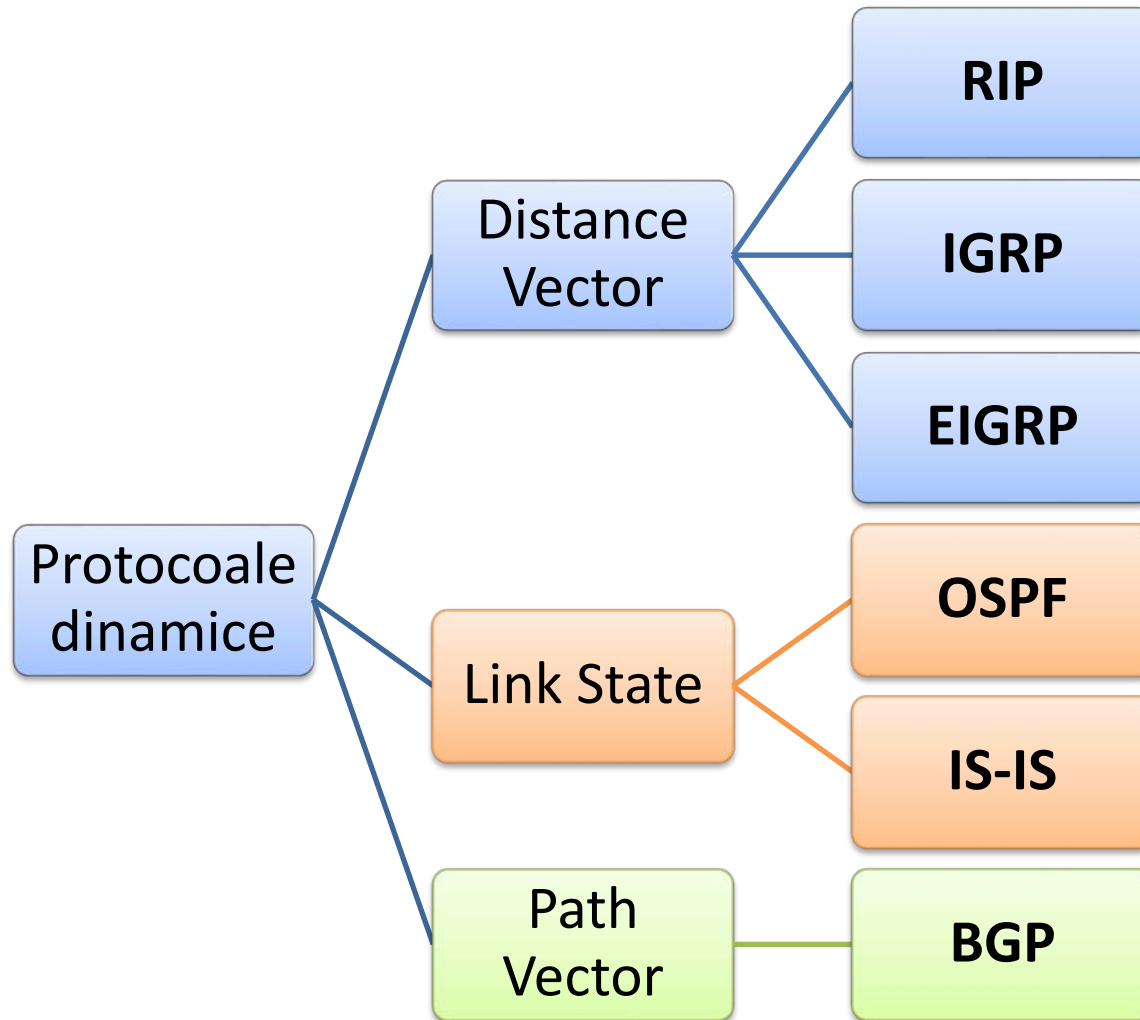 Protocoale
dinamice
Distance
Vector
RIP
IGRP
EIGRP
Link State
OSPF
IS-IS
Path
Vector
BGP